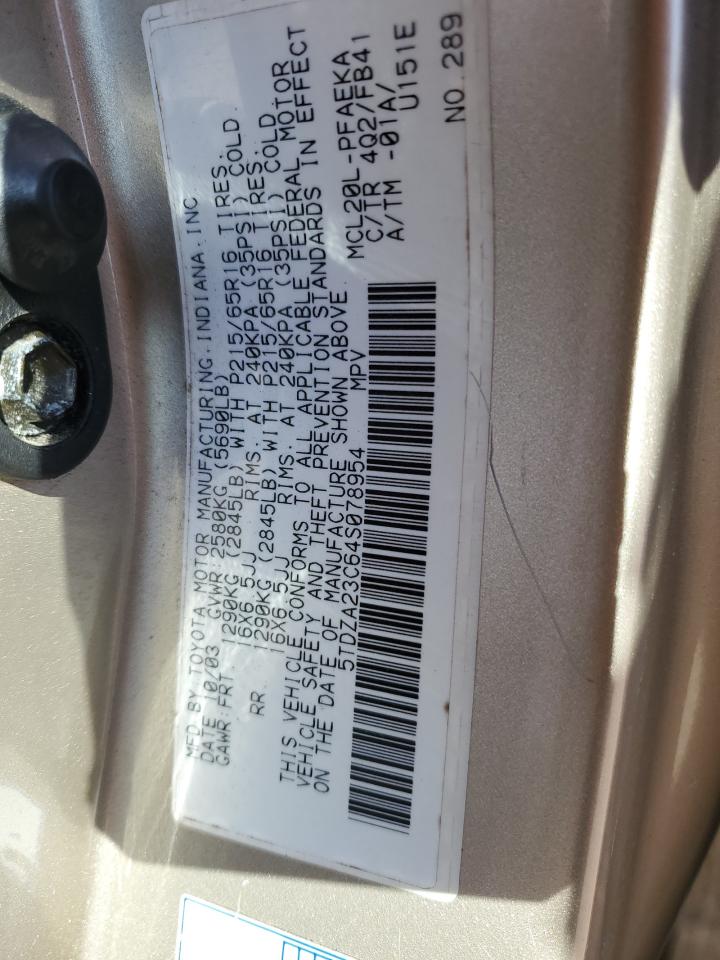 MFD BY TOYOTA MOTOR MANUFACTURING, INDIANA. INC
DATE 10/03 GVWR:2580KG (5690LB)
GAWR:FRT. 1290KG (2845LB) WITH P215/65R16 TIRES.
16X6.5JJ RIMS. AT 240KPA (35PSI) COLD
RR. 1290KG (2845LB) WITH P215/65R16 TIRES.
16X6.5JJ RIMS. AT 240KPA (35PSI) COLD
THIS VEHICLE CONFORMS TO ALL APPLICABLE FEDERAL MOTOR
VEHICLE SAFETY AND THEFT PREVENTION STANDARDS IN EFFECT
ON THE DATE OF MANUFACTURE SHOWN ABOVE.
5TDZA23C64S078954 MPV
MCL20L-PFAEKA
C/TR 4Q2/FB41
A/TM -01A/
U151E
NO.289